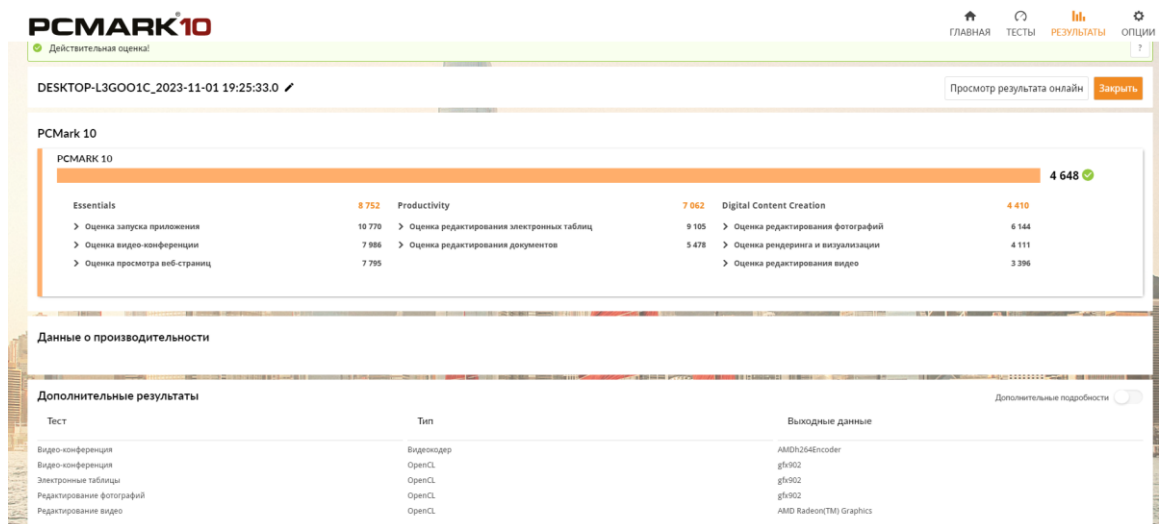 PCMARK 10
ГЛАВНАЯ ТЕСТЫ РЕЗУЛЬТАТЫ ОПЦИИ
Действительная оценка! ?
DESKTOP-L3GOO1C_2023-11-01 19:25:33.0 Просмотр результата онлайн Закрыть
PCMark 10
PCMARK 10
4 648
Essentials 8 752 Productivity 7 062 Digital Content Creation 4 410
Оценка запуска приложения 10 770 Оценка редактирования электронных таблиц 9 105 Оценка редактирования фотографий 6 144
Оценка видео-конференции 7 986 Оценка редактирования документов 5 478 Оценка рендеринга и визуализации 4 111
Оценка просмотра веб-страниц 7 795 Оценка редактирования видео 3 396
Данные о производительности
Дополнительные результаты Дополнительные подробности
Тест Тип Выходные данные
Видео-конференция Видеокодер AMDh264Encoder
Видео-конференция OpenCL gfx902
Электронные таблицы OpenCL gfx902
Редактирование фотографий OpenCL gfx902
Редактирование видео OpenCL AMD Radeon(TM) Graphics